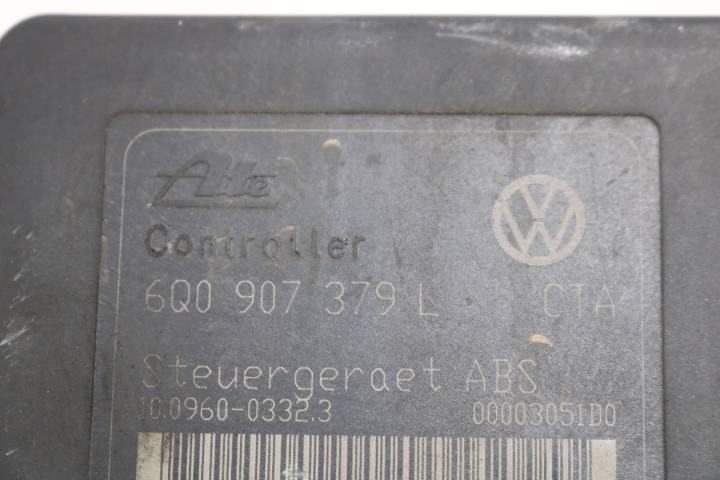 Ate
Controller
6Q0 907 379 L CTA
Steuergeraet ABS
10.0960-0332.3 00003051D0